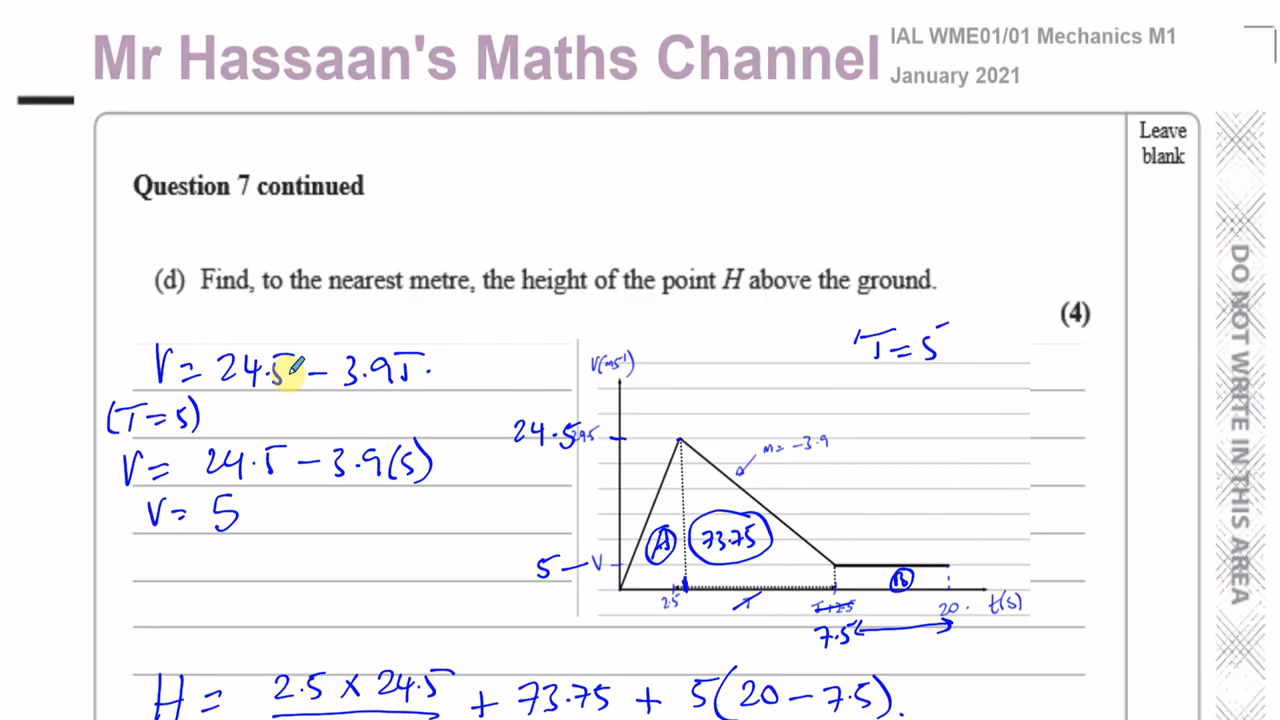 Mr Hassaan's Maths Channel
IAL WME01/01 Mechanics M1
January 2021
Leave
blank
Question 7 continued
(d) Find, to the nearest metre, the height of the point H above the ground.
(4)
V = 24.5 - 3.9T.
(T = 5)
V = 24.5 - 3.9(5)
V = 5
T = 5
V(ms⁻¹)
24.5
m = -3.9
A
73.75
5 V
B
2.5
T
T+2.5
20.
t(s)
7.5
H = 2.5 × 24.5 + 73.75 + 5(20 - 7.5).
DO NOT WRITE IN THIS AREA